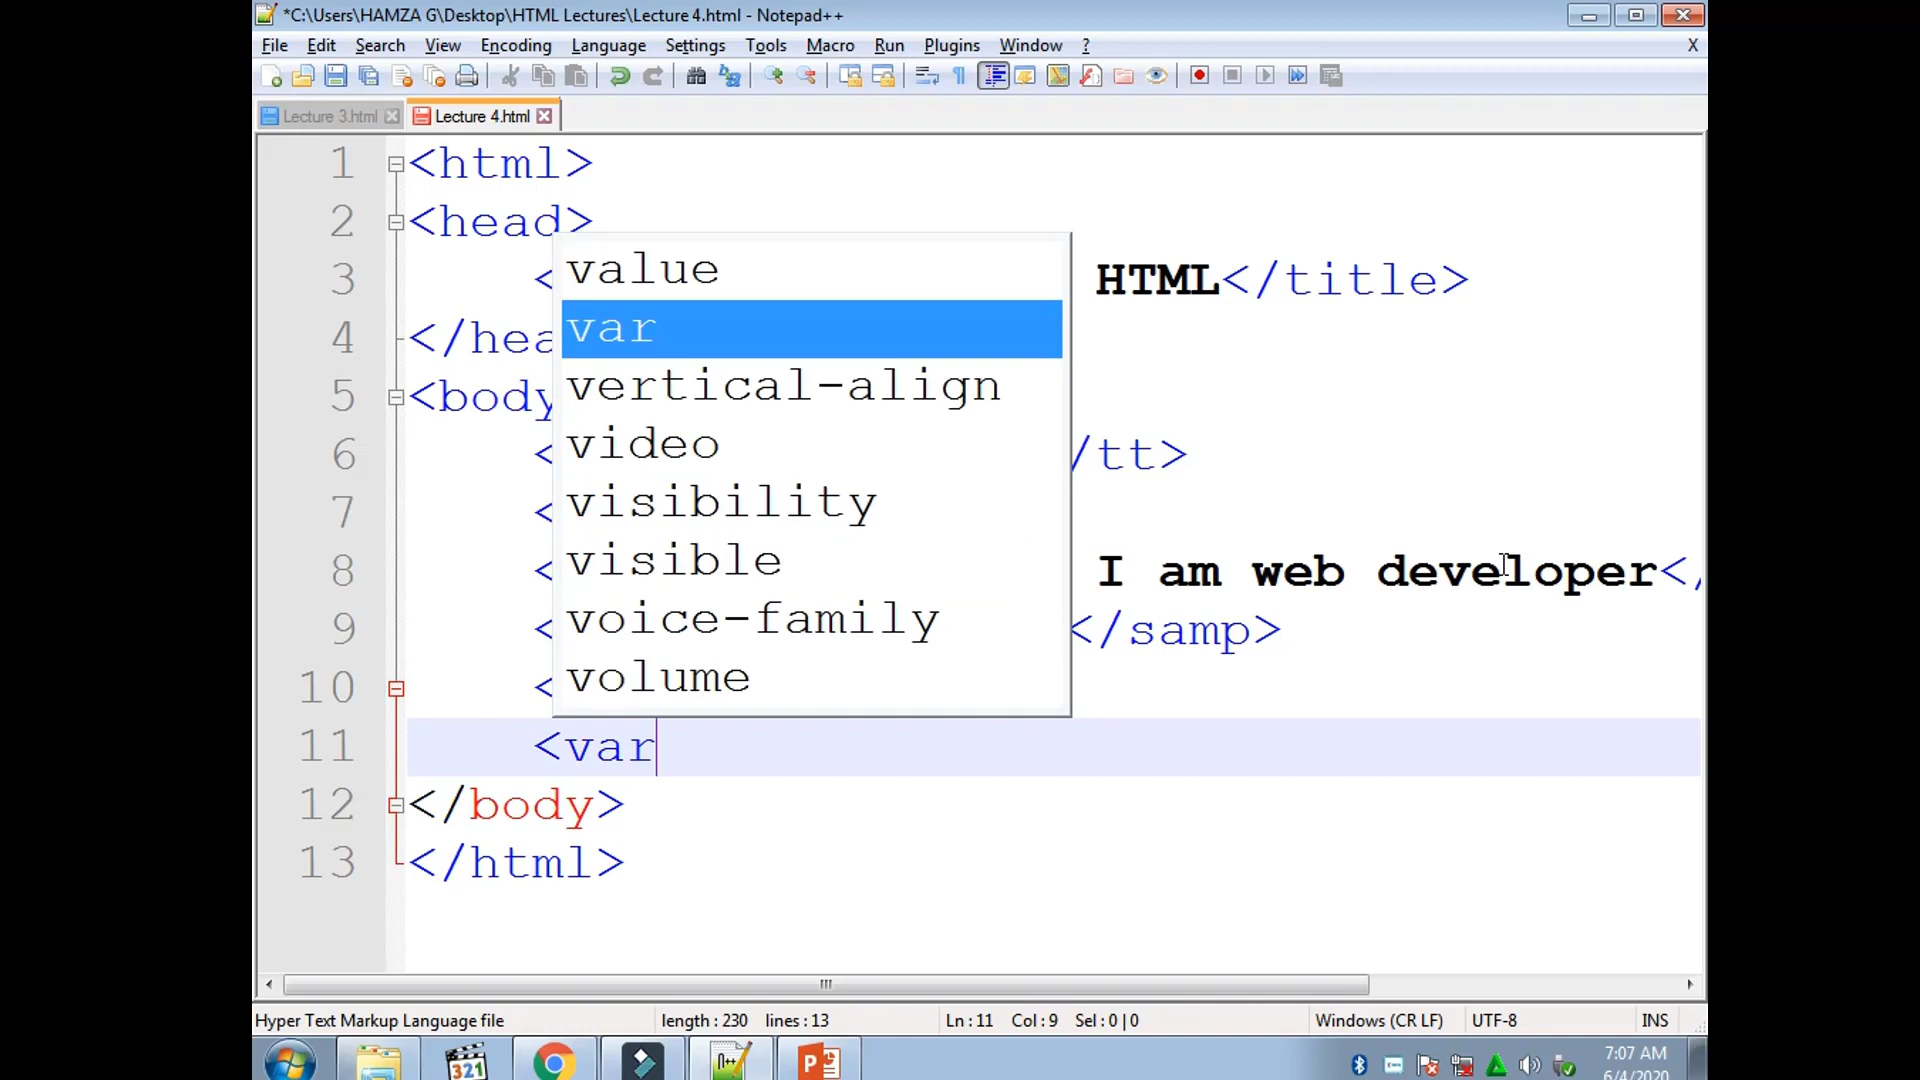 *C:\Users\HAMZA G\Desktop\HTML Lectures\Lecture 4.html - Notepad++
File Edit Search View Encoding Language Settings Tools Macro Run Plugins Window ? X
Lecture 3.html Lecture 4.html
1 <html>
2 <head>
3 < HTML</title>
4 </hea
5 <body
6 < /tt>
7 <
8 < I am web developer</
9 < </samp>
10 <
11 <var
12 </body>
13 </html>
value
var
vertical-align
video
visibility
visible
voice-family
volume
Hyper Text Markup Language file length : 230 lines : 13 Ln : 11 Col : 9 Sel : 0 | 0 Windows (CR LF) UTF-8 INS
321 N++ P 7:07 AM
6/4/2020